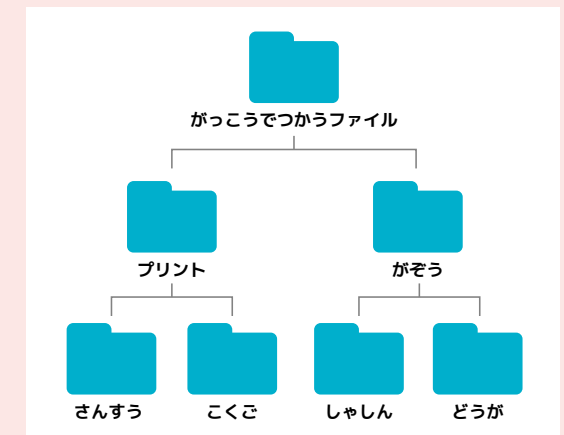 がっこうでつかうファイル
プリント
がぞう
さんすう
こくご
しゃしん
どうが